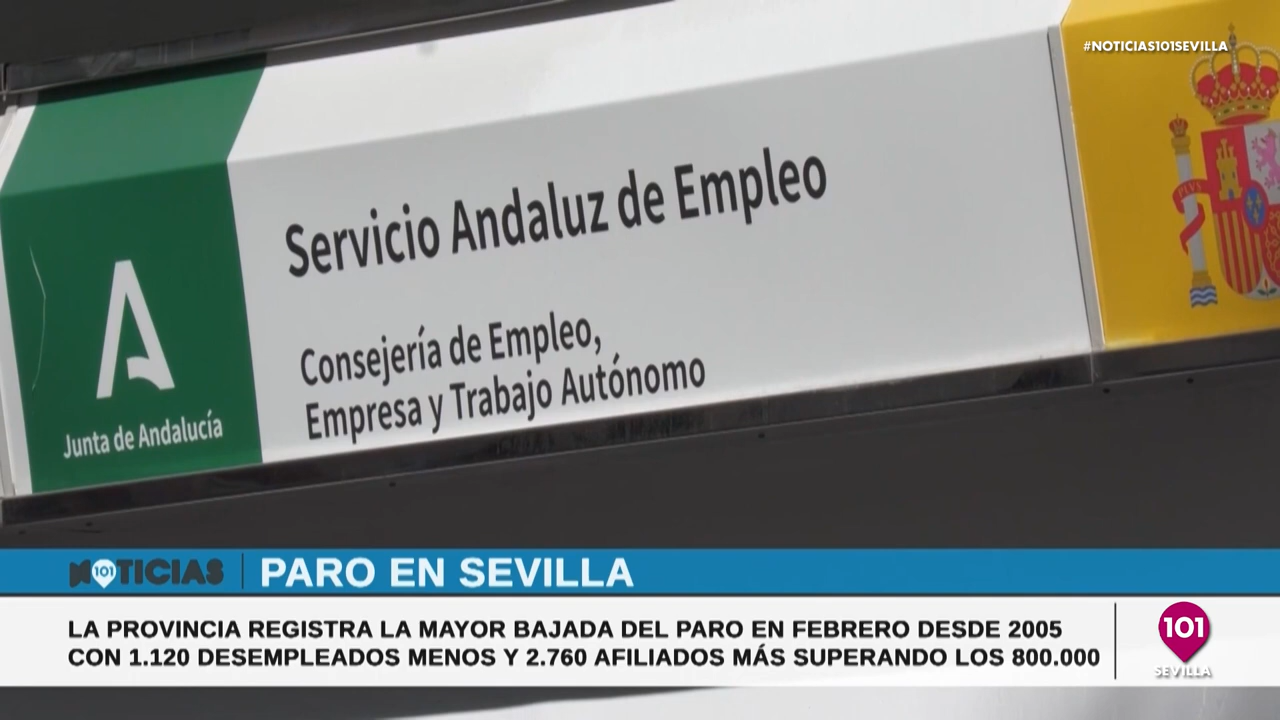 #NOTICIAS101SEVILLA
PLUS
Servicio Andaluz de Empleo
Consejería de Empleo,
Empresa y Trabajo Autónomo
Junta de Andalucía
NOTICIAS 101
PARO EN SEVILLA
LA PROVINCIA REGISTRA LA MAYOR BAJADA DEL PARO EN FEBRERO DESDE 2005
CON 1.120 DESEMPLEADOS MENOS Y 2.760 AFILIADOS MÁS SUPERANDO LOS 800.000
101
SEVILLA